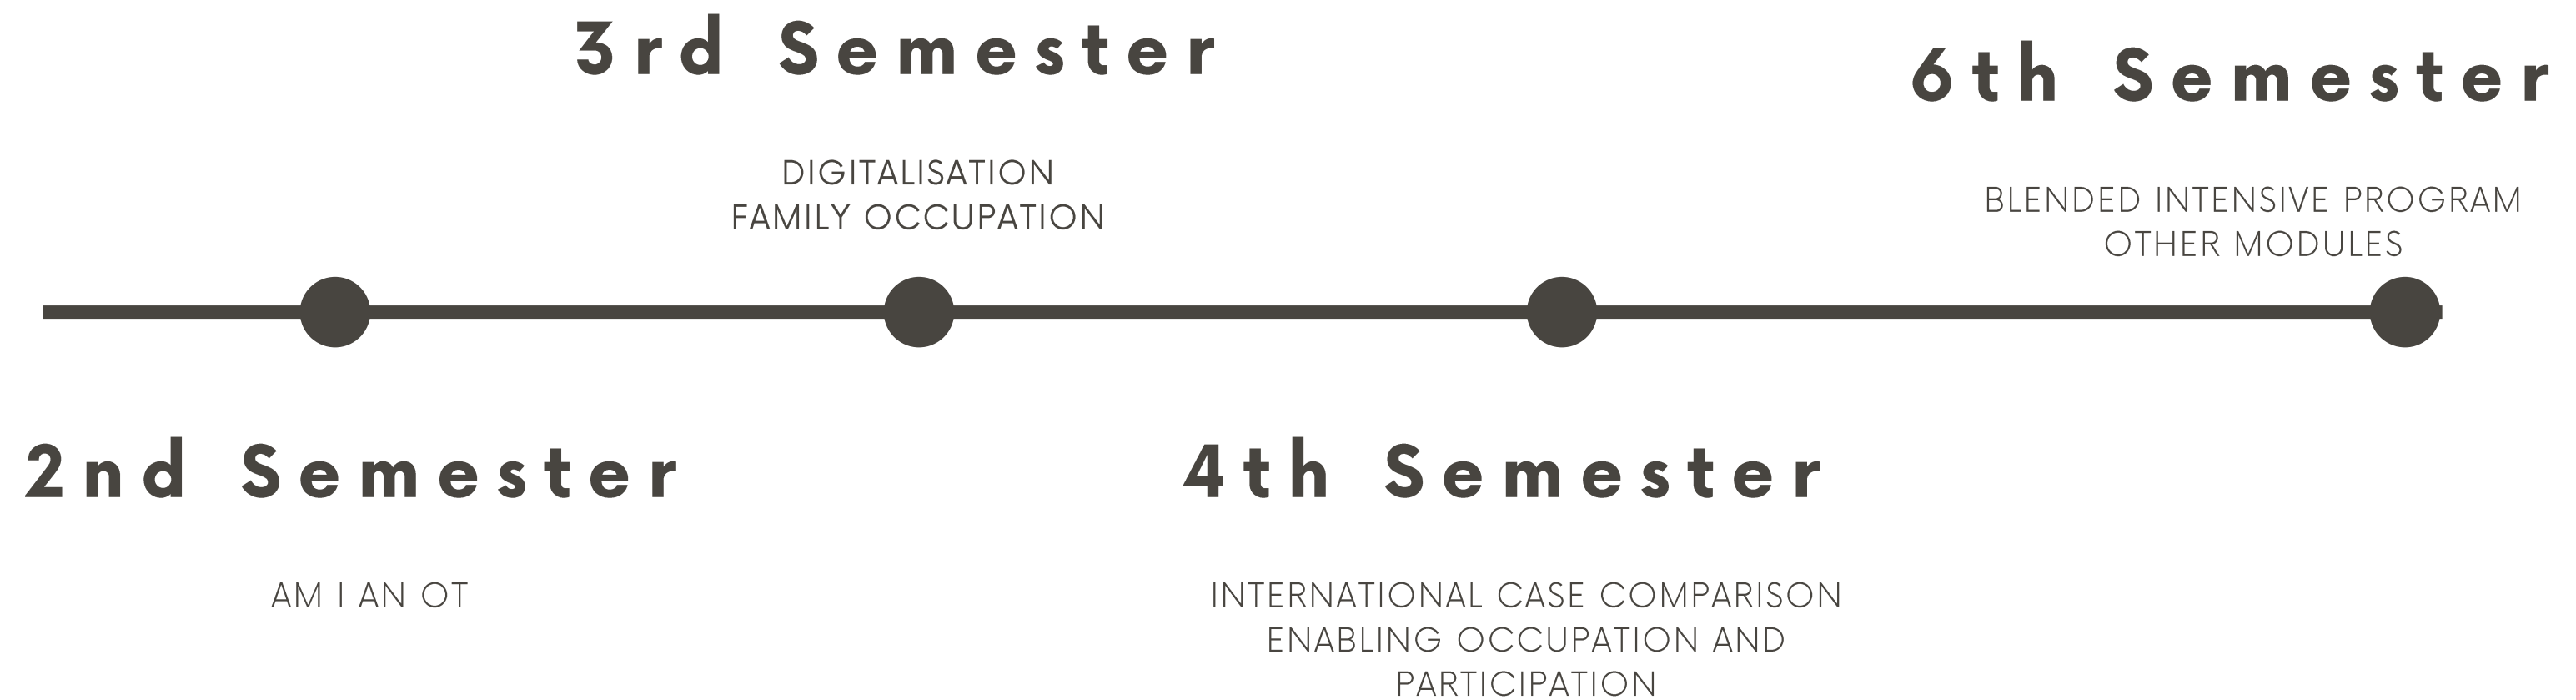 3rd Semester
DIGITALISATION
FAMILY OCCUPATION
6th Semester
BLENDED INTENSIVE PROGRAM
OTHER MODULES
2nd Semester
AM I AN OT
4th Semester
INTERNATIONAL CASE COMPARISON
ENABLING OCCUPATION AND
PARTICIPATION